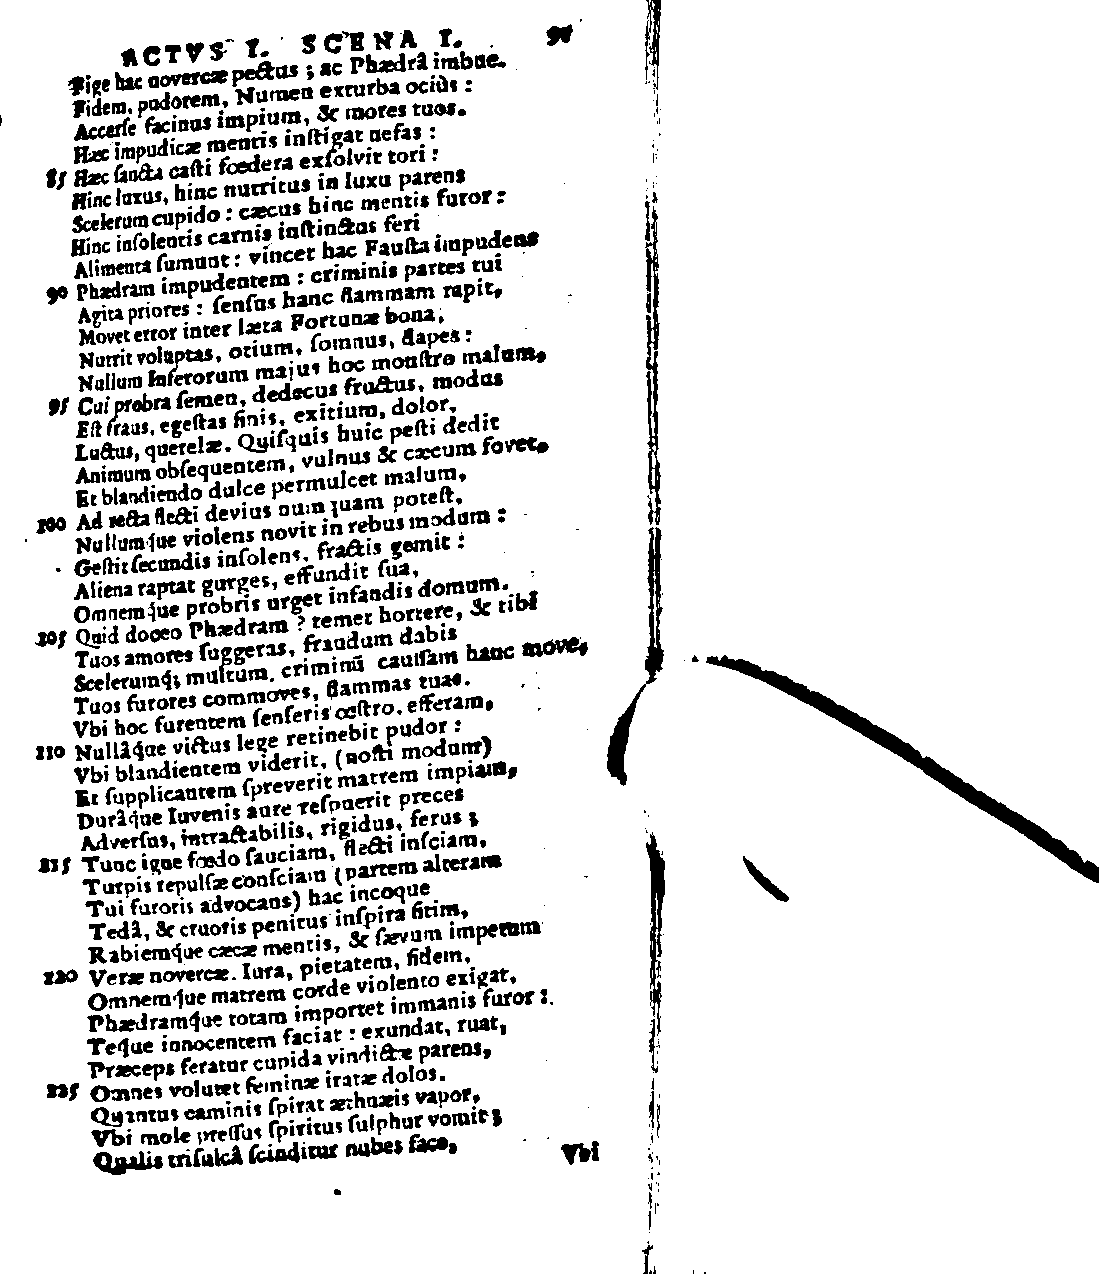 ACTVS I. SCENA I. 91
Fige hac novercæ pectus ; ac Phædrâ imbue.
Fidem, pudorem, Numen exturba ociùs :
Accerse facinus impium, & mores tuos.
Hæc impudicæ mentis inſtigat nefas :
85 Hæc ſancta caſti fœdera exſolvit tori :
Hinc luxus, hinc nutritus in luxu parens
Scelerum cupido : cæcus hinc mentis furor :
Hinc inſolentis carnis inſtinctus feri
Alimenta ſumunt : vincet hac Fauſta impudens
90 Phædram impudentem : criminis partes tui
Agita priores : ſenſus hanc flammam rapit,
Movet error inter læta Fortunæ bona,
Nutrit voluptas, otium, ſomnus, dapes :
Nullum Inferorum majus hoc monſtro malum,
95 Cui probra ſemen, dedecus fructus, modus
Eſt fraus, egeſtas finis, exitium, dolor,
Luctus, querelæ. Quiſquis huic peſti dedit
Animum obſequentem, vulnus & cæcum fovet,
Et blandiendo dulce permulcet malum,
100 Ad recta flecti devius nunquam poteſt,
Nullumque violens novit in rebus modum :
Geſtit ſecundis inſolens, fractis gemit :
Aliena raptat gurges, effundit ſua,
Omnemque probris urget infandis domum.
105 Quid doceo Phædram ? temet hortere, & tibi
Tuos amores ſuggeras, fraudum dabis
Scelerumq; multum, criminũ cauſſam hanc move,
Tuos furores commoves, flammas tuas.
Vbi hoc furentem ſenſeris œſtro, efferam,
110 Nullâque victus lege retinebit pudor :
Vbi blandientem viderit, (noſti modum)
Et ſupplicantem ſpreverit matrem impiam,
Durâque Iuvenis aure reſpuerit preces
Adverſus, intractabilis, rigidus, ferus ;
115 Tunc igne fœdo ſauciam, flecti inſciam,
Turpis repulſæ conſciam (partem alteram
Tui furoris advocans) hac incoque
Tedâ, & cruoris penitus inſpira ſitim,
Rabiemque cæcæ mentis, & ſævum imperum
120 Veræ novercæ. Iura, pietatem, fidem,
Omnemque matrem corde violento exigat,
Phædramque totam importet immanis furor :
Teque innocentem faciat : exundat, ruat,
Præceps feratur cupida vindictæ parens,
125 Omnes volutet feminæ iratæ dolos.
Quantus caminis ſpirat æthnæis vapor,
Vbi mole preſſus ſpiritus ſulphur vomit ;
Qualis triſulcâ ſcinditur nubes face,
Vbi